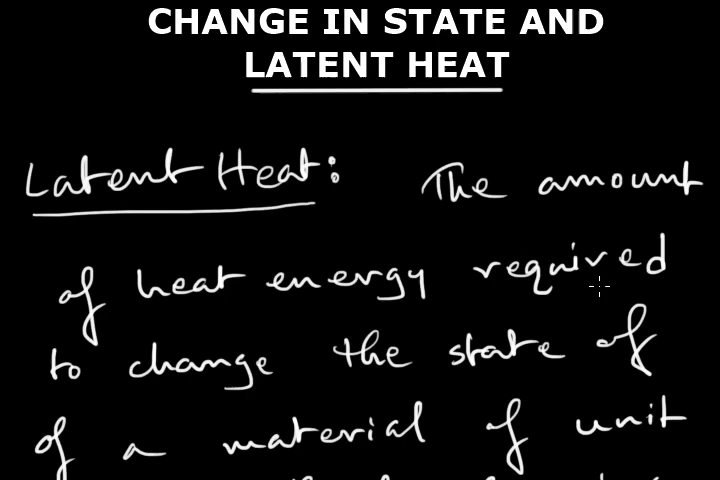 CHANGE IN STATE AND
LATENT HEAT
Latent Heat: The amount
of heat energy required
to change the state of
of a material of unit